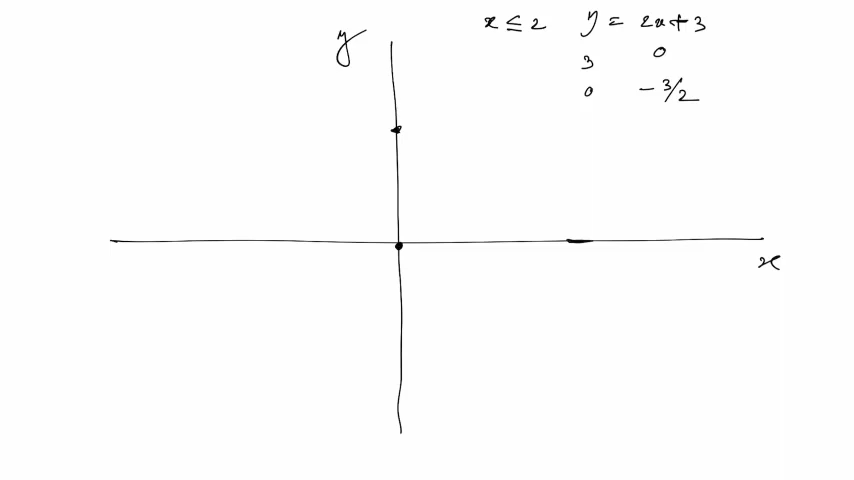 x ≤ 2 y = 2x + 3
3 0
0 - 3/2
y
x